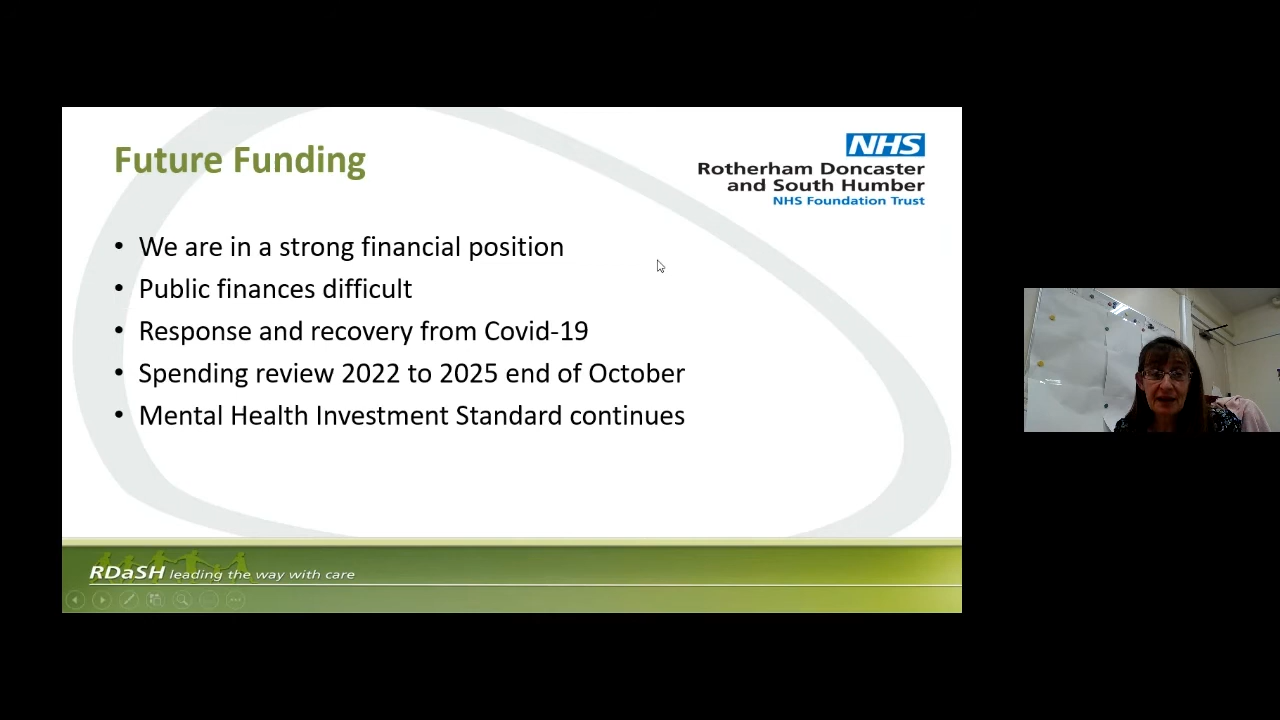 Future Funding
NHS
Rotherham Doncaster
and South Humber
NHS Foundation Trust
• We are in a strong financial position
• Public finances difficult
• Response and recovery from Covid-19
• Spending review 2022 to 2025 end of October
• Mental Health Investment Standard continues
RDaSH leading the way with care